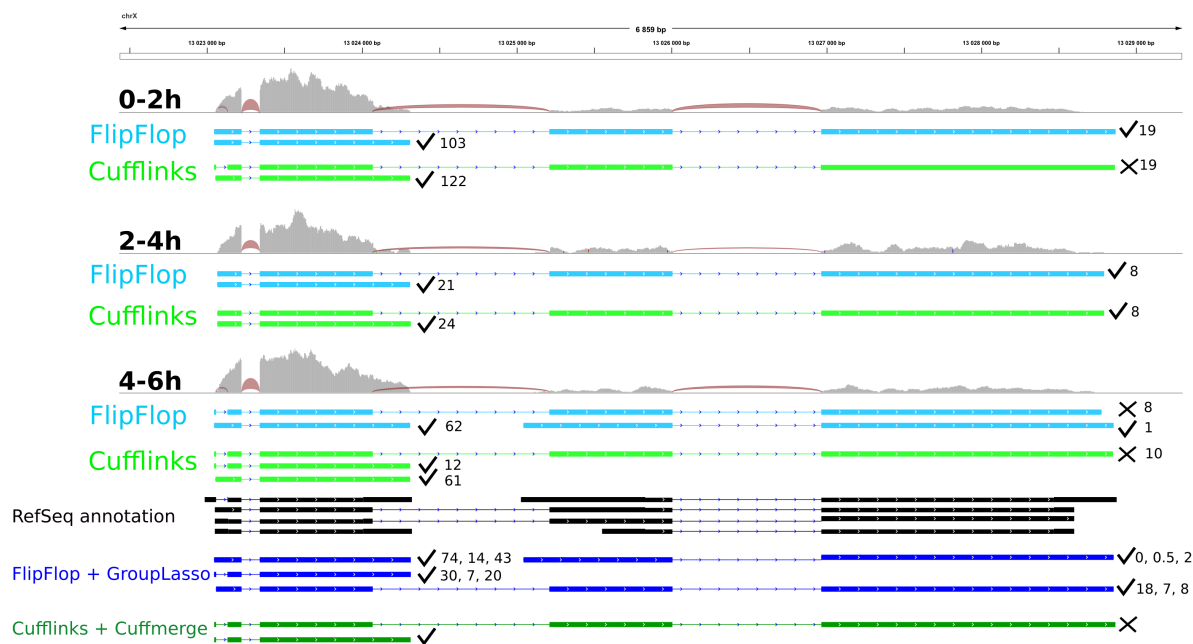 chrX
6 859 bp
13 023 000 bp 13 024 000 bp 13 025 000 bp 13 026 000 bp 13 027 000 bp 13 028 000 bp 13 029 000 bp
0-2h
FlipFlop 103 19
Cufflinks 122 19
2-4h
FlipFlop 21 8
Cufflinks 24 8
4-6h
FlipFlop 8
62 1
Cufflinks 10
12
61
RefSeq annotation
74, 14, 43 0, 0.5, 2
FlipFlop + GroupLasso 30, 7, 20
18, 7, 8
Cufflinks + Cuffmerge